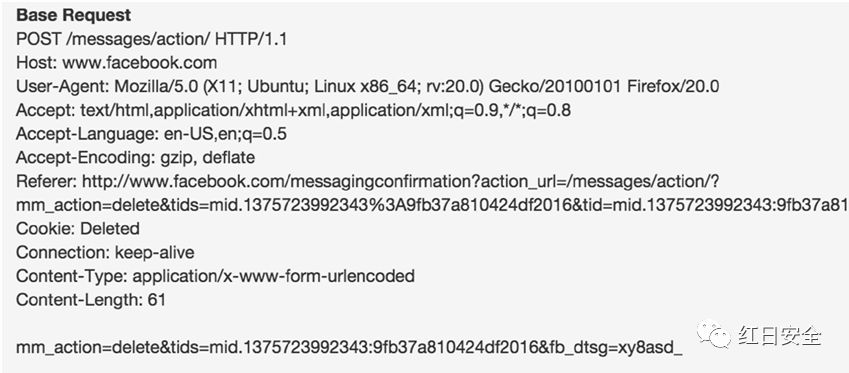 Base Request
POST /messages/action/ HTTP/1.1
Host: www.facebook.com
User-Agent: Mozilla/5.0 (X11; Ubuntu; Linux x86_64; rv:20.0) Gecko/20100101 Firefox/20.0
Accept: text/html,application/xhtml+xml,application/xml;q=0.9,*/*;q=0.8
Accept-Language: en-US,en;q=0.5
Accept-Encoding: gzip, deflate
Referer: http://www.facebook.com/messagingconfirmation?action_url=/messages/action/?
mm_action=delete&tids=mid.1375723992343%3A9fb37a810424df2016&tid=mid.1375723992343:9fb37a81
Cookie: Deleted
Connection: keep-alive
Content-Type: application/x-www-form-urlencoded
Content-Length: 61
mm_action=delete&tids=mid.1375723992343:9fb37a810424df2016&fb_dtsg=xy8asd_
红日安全